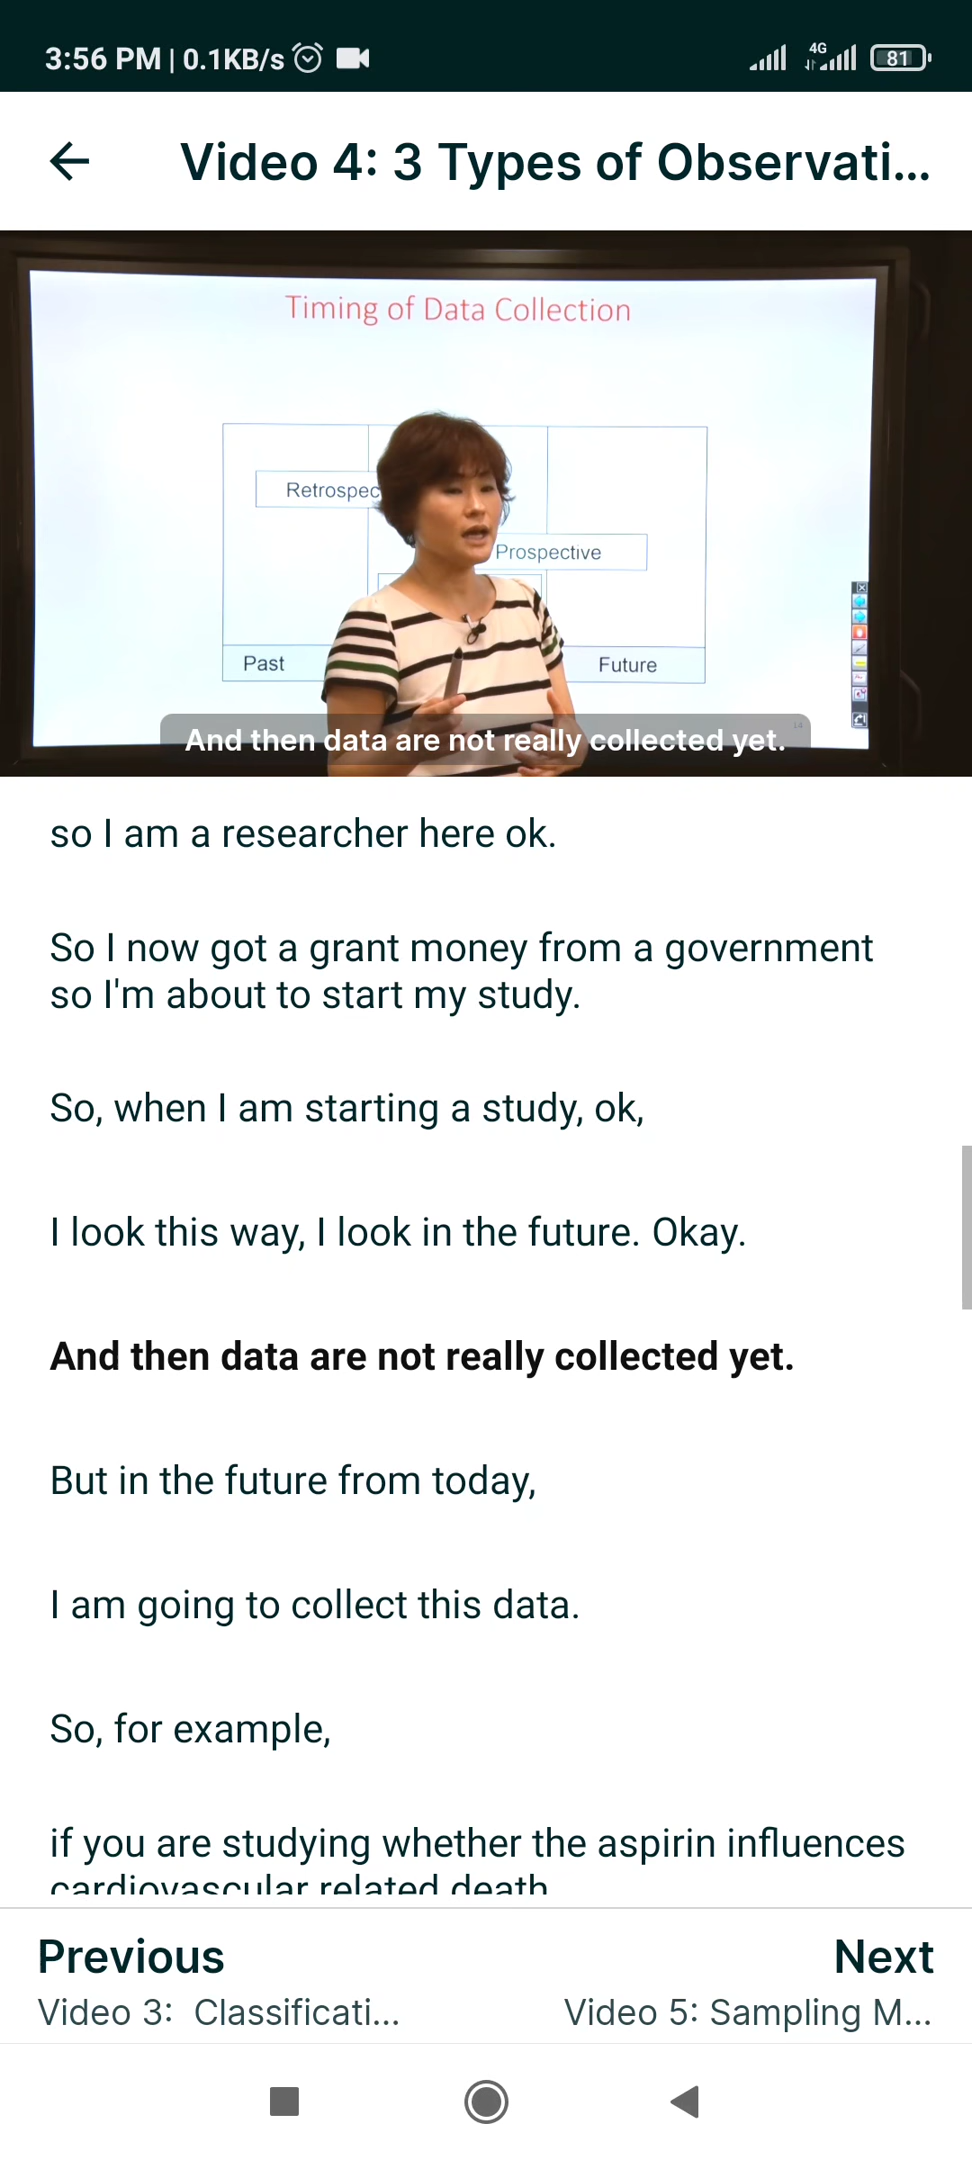 3:56 PM | 0.1KB/s
4G
81
Video 4: 3 Types of Observati...
Timing of Data Collection
Retrospec
Prospective
Past
Future
14
And then data are not really collected yet.
so I am a researcher here ok.
So I now got a grant money from a government
so I'm about to start my study.
So, when I am starting a study, ok,
I look this way, I look in the future. Okay.
And then data are not really collected yet.
But in the future from today,
I am going to collect this data.
So, for example,
if you are studying whether the aspirin influences
cardiovascular related death
Previous
Next
Video 3: Classificati...
Video 5: Sampling M...